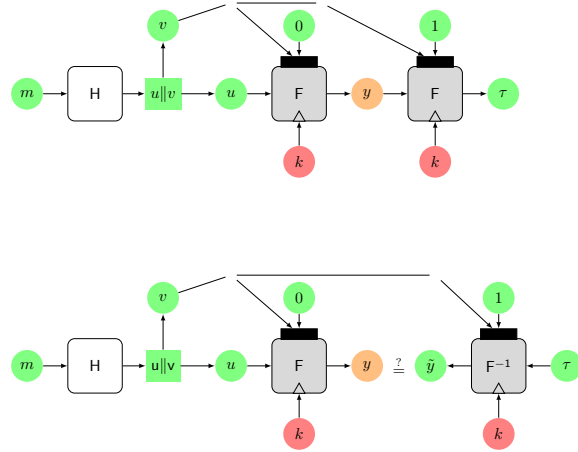 v 0 1
m H u∥v u F y F τ
k k
v 0 1
m H u∥v u F y ?= ỹ F⁻¹ τ
k k